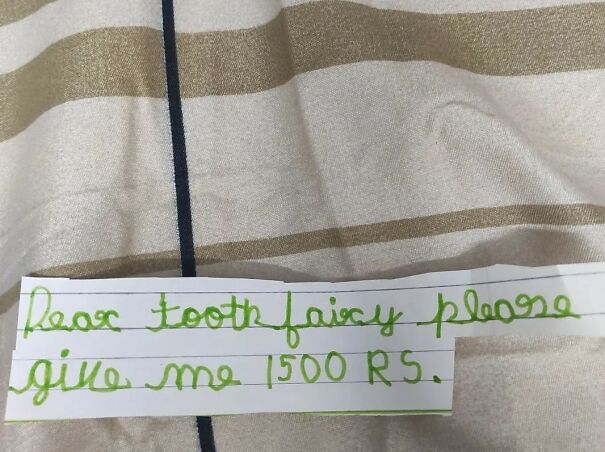 Dear tooth fairy please
give me 1500 RS.